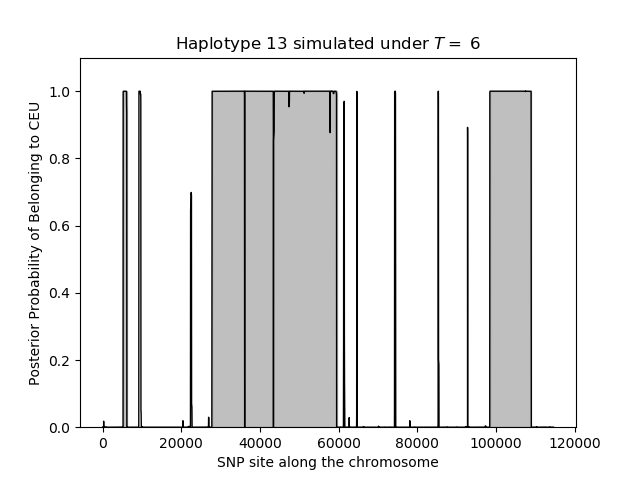 Haplotype 13 simulated under T = 6
Posterior Probability of Belonging to CEU
1.0
0.8
0.6
0.4
0.2
0.0
0 20000 40000 60000 80000 100000 120000
SNP site along the chromosome